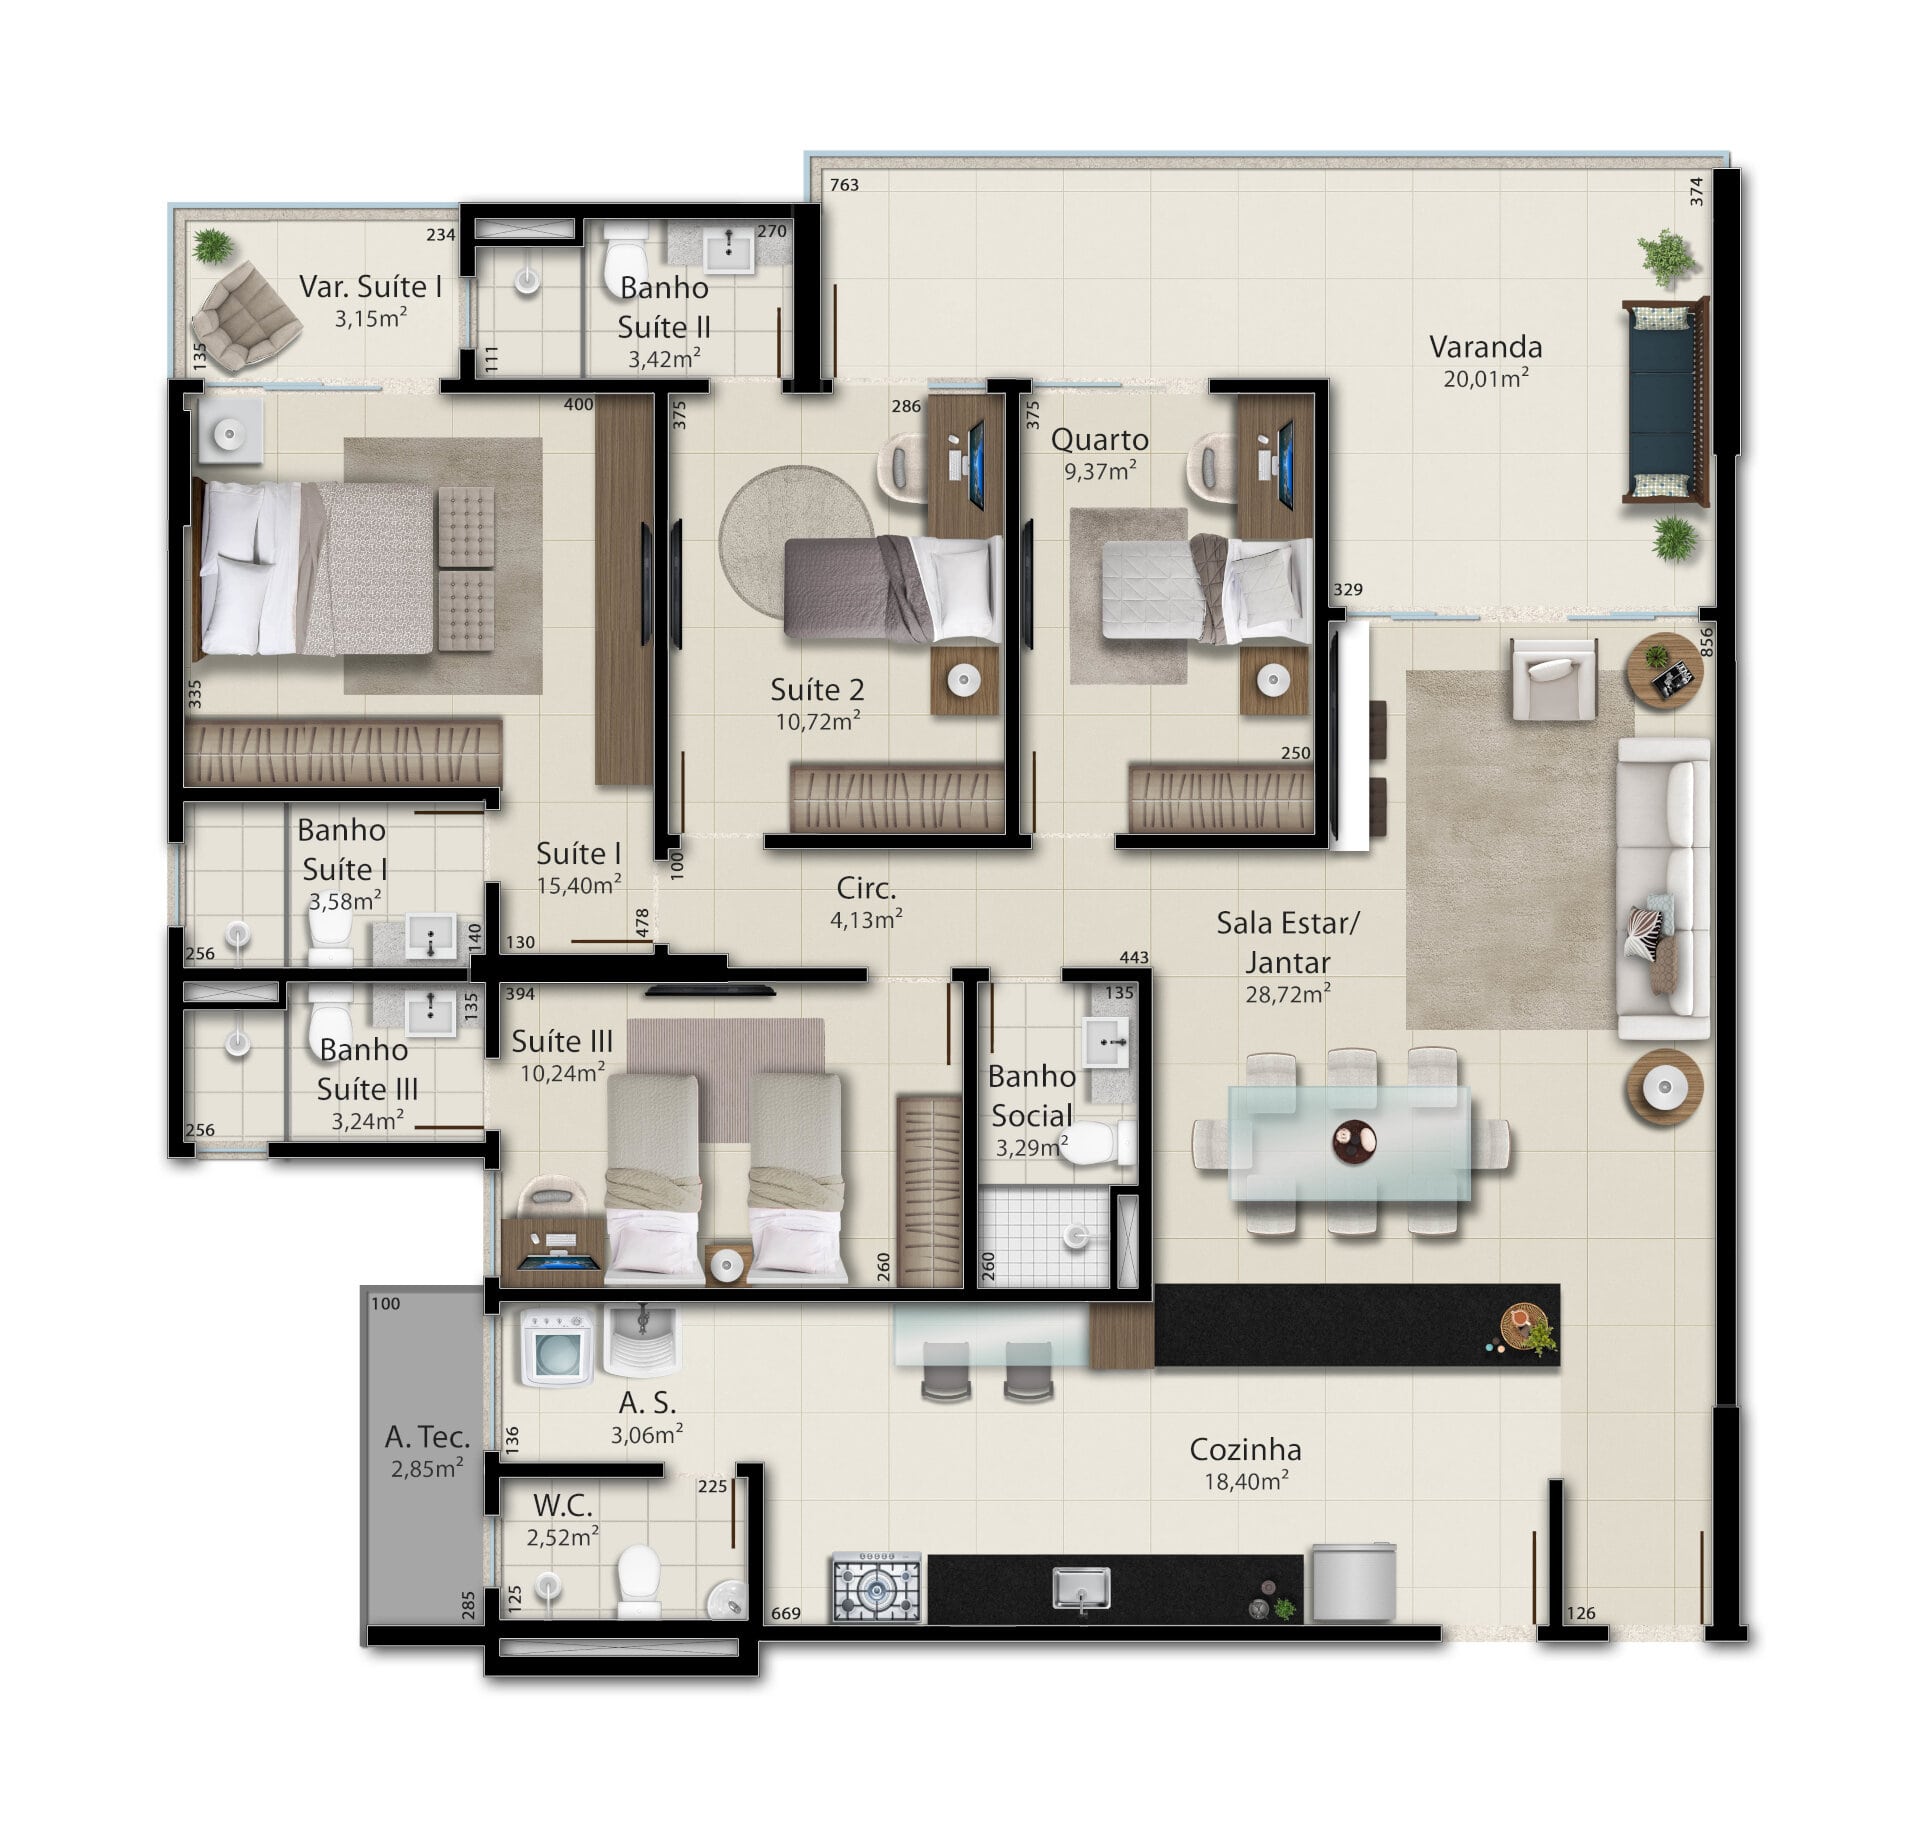 763
374
234
Var. Suíte I
3,15m²
135
270
Banho
Suíte II
3,42m²
111
Varanda
20,01m²
400
375
286
375
Quarto
9,37m²
329
856
335
Suíte 2
10,72m²
250
Banho
Suíte I
3,58m²
256
140
Suíte I
15,40m²
130
478
100
Circ.
4,13m²
443
Sala Estar/
Jantar
28,72m²
135
Banho
Suíte III
3,24m²
256
394
Suíte III
10,24m²
260
135
Banho
Social
3,29m²
260
100
A. Tec.
2,85m²
285
A. S.
3,06m²
136
225
W.C.
2,52m²
125
Cozinha
18,40m²
669
126